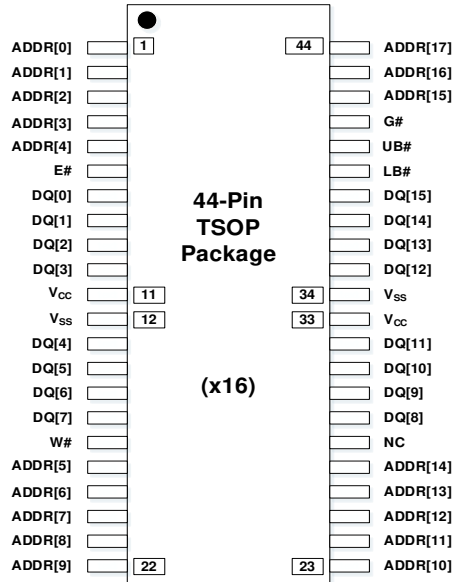 ADDR[0] 1 44 ADDR[17]
ADDR[1] ADDR[16]
ADDR[2] ADDR[15]
ADDR[3] G#
ADDR[4] UB#
E# LB#
DQ[0] DQ[15]
DQ[1] DQ[14]
DQ[2] DQ[13]
DQ[3] DQ[12]
44-Pin
TSOP
Package
VCC 11 34 VSS
VSS 12 33 VCC
DQ[4] DQ[11]
DQ[5] DQ[10]
(x16)
DQ[6] DQ[9]
DQ[7] DQ[8]
W# NC
ADDR[5] ADDR[14]
ADDR[6] ADDR[13]
ADDR[7] ADDR[12]
ADDR[8] ADDR[11]
ADDR[9] 22 23 ADDR[10]